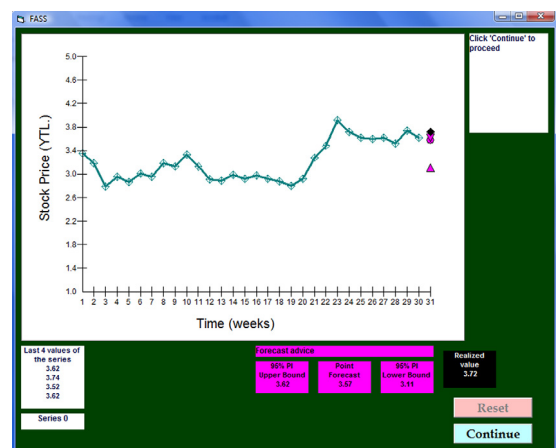 FASS
Click 'Continue' to
proceed
Stock Price (YTL.)
5.0
4.6
4.2
3.8
3.4
3.0
2.6
2.2
1.8
1.4
1.0
1 2 3 4 5 6 7 8 9 10 11 12 13 14 15 16 17 18 19 20 21 22 23 24 25 26 27 28 29 30 31
Time (weeks)
Last 4 values of
the series
3.62
3.74
3.52
3.62
Series 0
Forecast advice
95% PI
Upper Bound
3.62
Point
Forecast
3.57
95% PI
Lower Bound
3.11
Realized
value
3.72
Reset
Continue